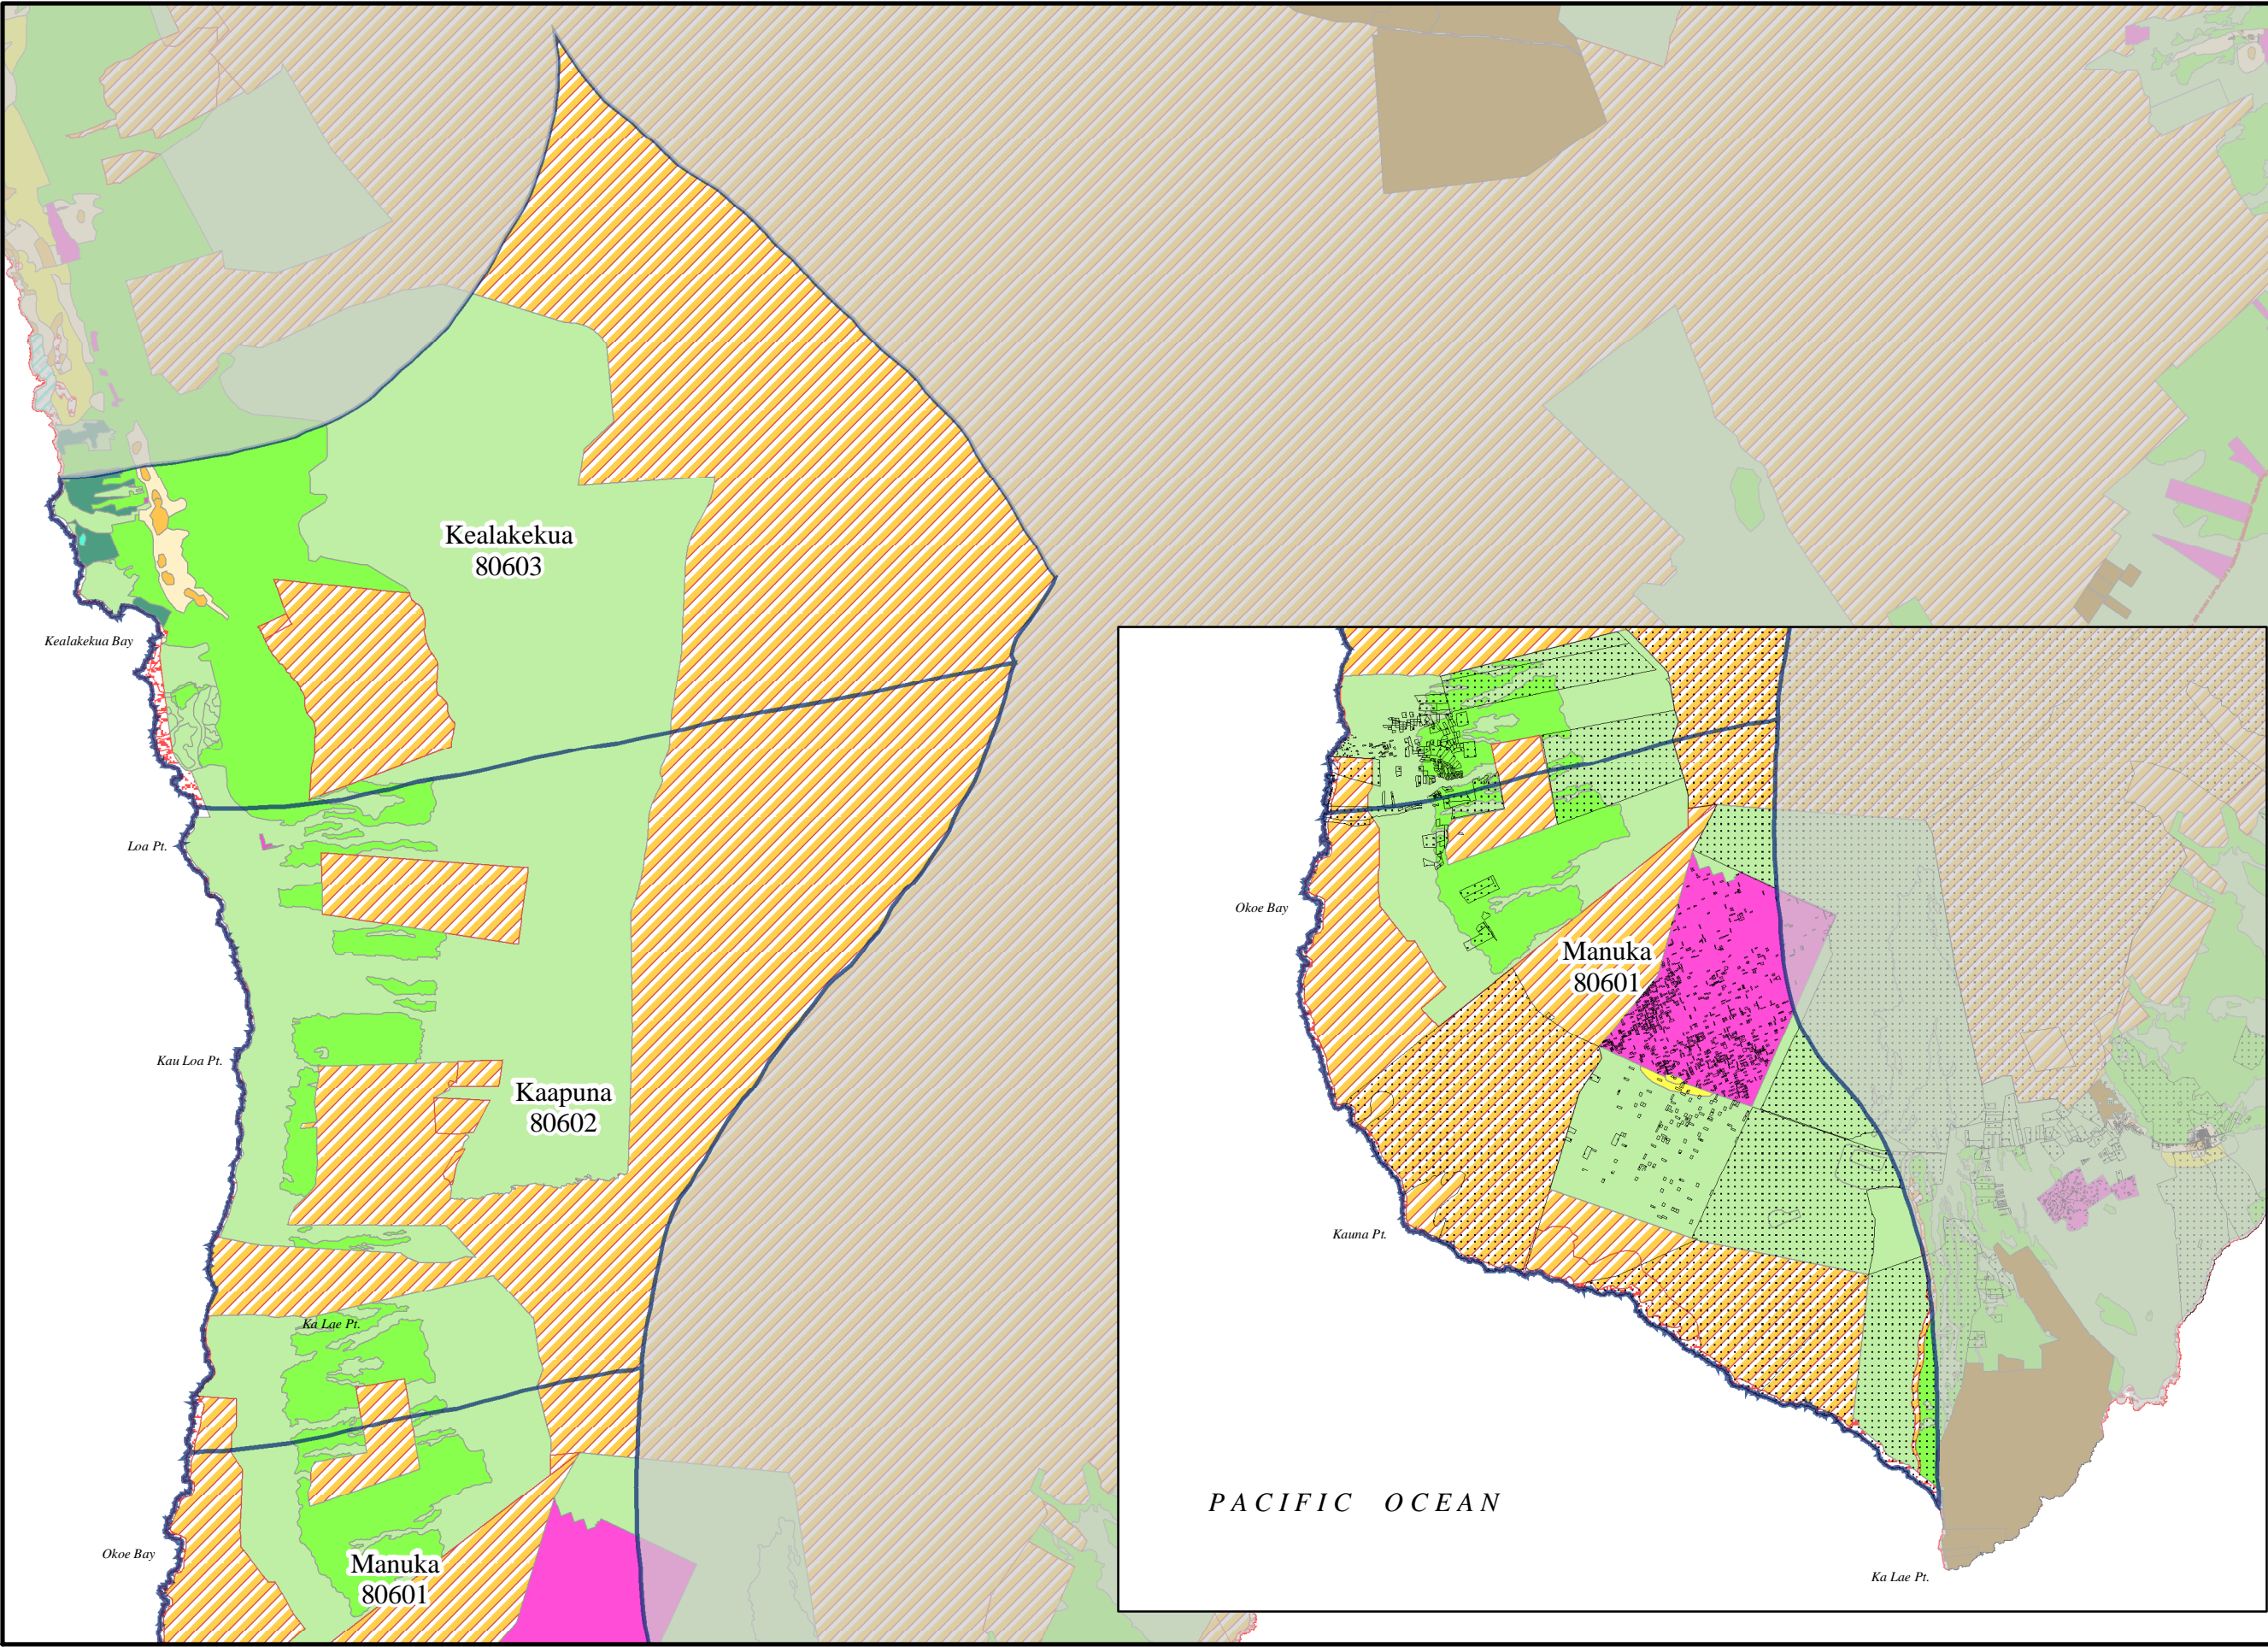 Kealakekua
80603
Kealakekua Bay
Loa Pt.
Kau Loa Pt.
Kaapuna
80602
Ka Lae Pt.
Okoe Bay
Manuka
80601
Okoe Bay
Manuka
80601
Kauna Pt.
PACIFIC OCEAN
Ka Lae Pt.